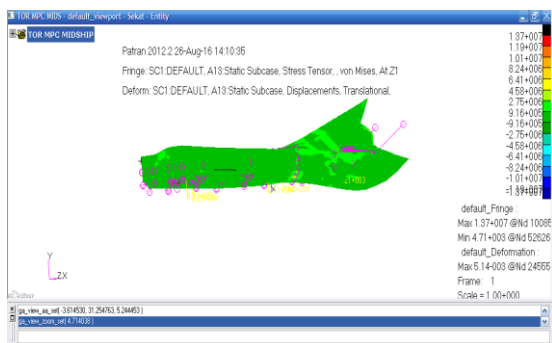 TOR MPC MIDS - default_viewport - Sekat - Entity
TOR MPC MIDSHIP
Patran 2012.2 26-Aug-16 14:10:35
Fringe: SC1:DEFAULT, A13:Static Subcase, Stress Tensor, , von Mises, At Z1
Deform: SC1:DEFAULT, A13:Static Subcase, Displacements, Translational,
1.37+007
1.19+007
1.01+007
8.24+006
6.41+006
4.58+006
2.75+006
9.16+005
-9.16+005
-2.75+006
-4.58+006
-6.41+006
-8.24+006
-1.01+007
default_Fringe :
Max 1.37+007 @Nd 10085
Min 4.71+003 @Nd 52626
default_Deformation :
Max 5.14-003 @Nd 24555
Frame: 1
Scale = 1.00+000
Y
Z X
ga_view_aa_set( -3.614530, 31.254763, 5.244453 )
ga_view_zoom_set( 4.714038 )